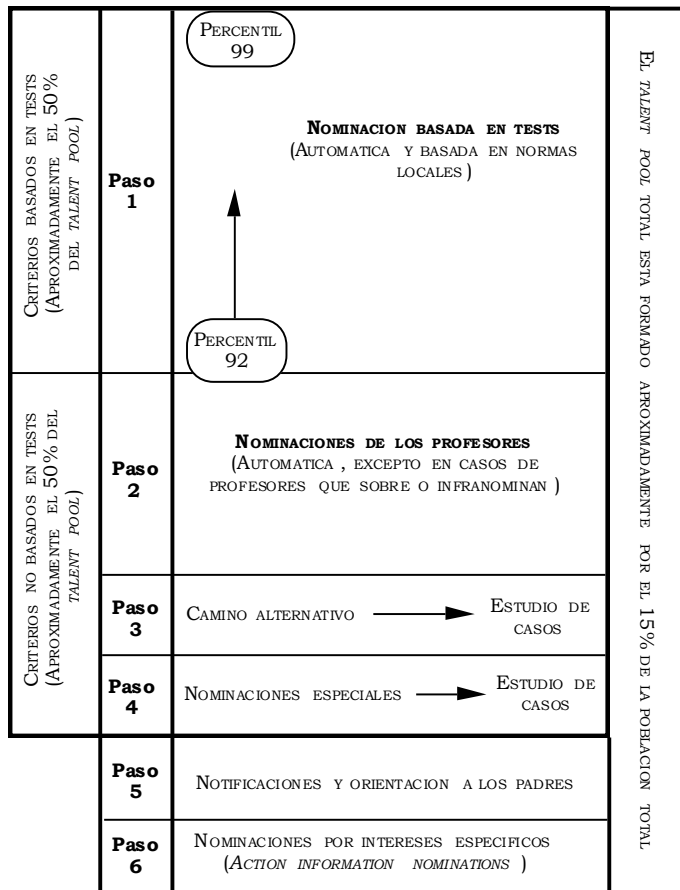 CRITERIOS BASADOS EN TESTS
(APROXIMADAMENTE EL 50%
DEL TALENT POOL)
Paso
1
PERCENTIL
99
NOMINACION BASADA EN TESTS
(AUTOMATICA Y BASADA EN NORMAS
LOCALES)
PERCENTIL
92
CRITERIOS NO BASADOS EN TESTS
(APROXIMADAMENTE EL 50% DEL
TALENT POOL)
Paso
2
NOMINACIONES DE LOS PROFESORES
(AUTOMATICA , EXCEPTO EN CASOS DE
PROFESORES QUE SOBRE O INFRANOMINAN )
Paso
3
CAMINO ALTERNATIVO
ESTUDIO DE
CASOS
Paso
4
NOMINACIONES ESPECIALES
ESTUDIO DE
CASOS
Paso
5
NOTIFICACIONES Y ORIENTACION A LOS PADRES
Paso
6
NOMINACIONES POR INTERESES ESPECIFICOS
(ACTION INFORMATION NOMINATIONS )
EL TALENT POOL TOTAL ESTA FORMADO APROXIMADAMENTE POR EL 15% DE LA POBLACION TOTAL